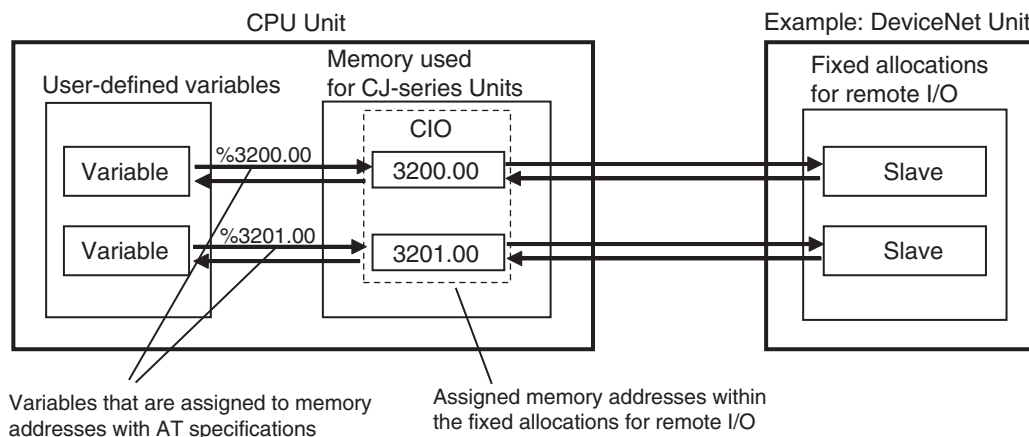 CPU Unit
Example: DeviceNet Unit
User-defined variables
Memory used
for CJ-series Units
Fixed allocations
for remote I/O
CIO
Variable
%3200.00
3200.00
Slave
Variable
%3201.00
3201.00
Slave
Variables that are assigned to memory
addresses with AT specifications
Assigned memory addresses within
the fixed allocations for remote I/O